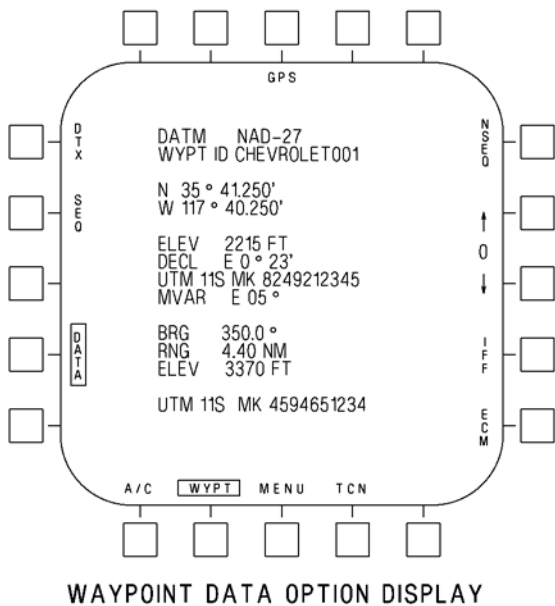 GPS
DTX
SEQ
DATA
DATM NAD-27
WYPT ID CHEVROLET001
N 35° 41.250'
W 117° 40.250'
ELEV 2215 FT
DECL E 0° 23'
UTM 11S MK 8249212345
MVAR E 05°
BRG 350.0°
RNG 4.40 NM
ELEV 3370 FT
UTM 11S MK 4594651234
NSEQ
↑
0
↓
IFF
ECM
A/C WYPT MENU TCN
WAYPOINT DATA OPTION DISPLAY